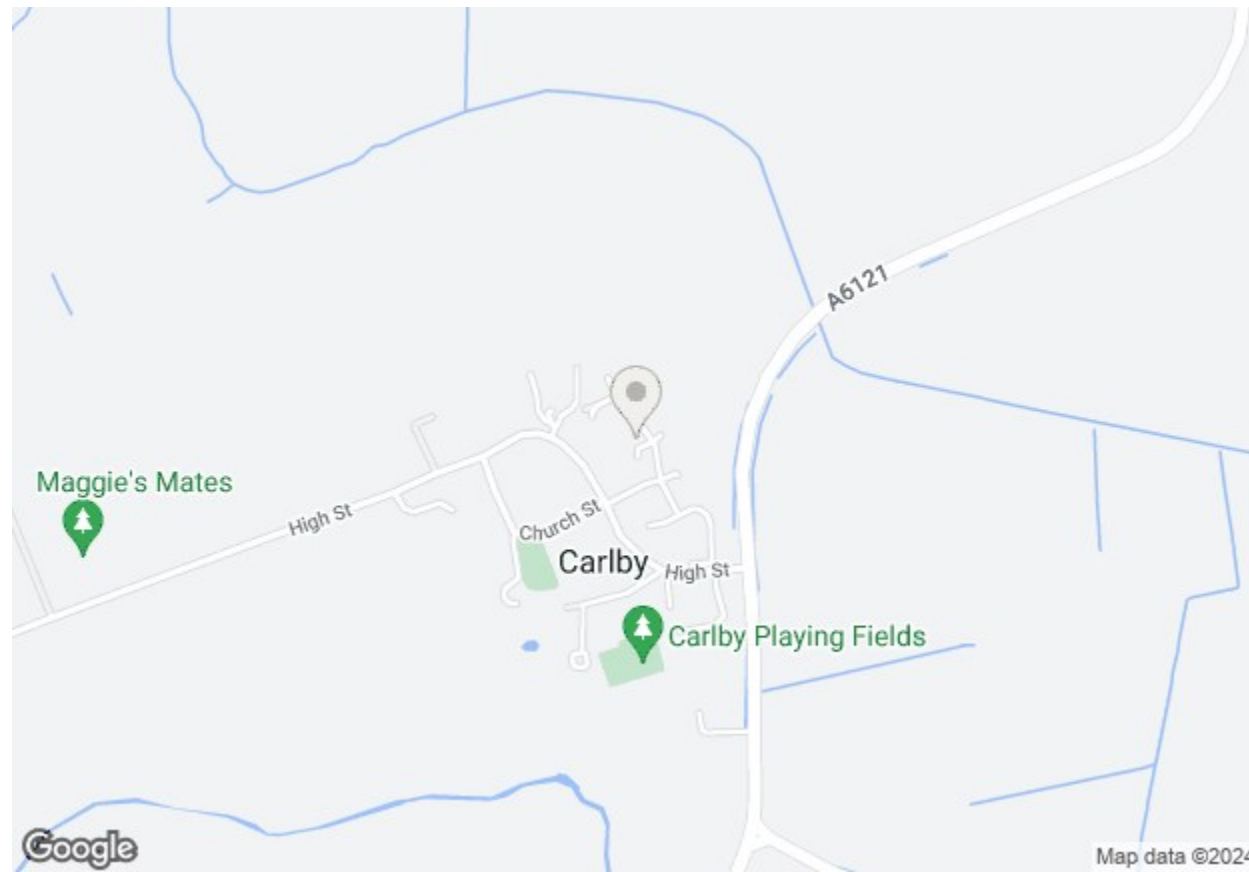 A6121
Maggie's Mates
High St
Church St
Carlby
High St
Carlby Playing Fields
Google
Map data ©2024